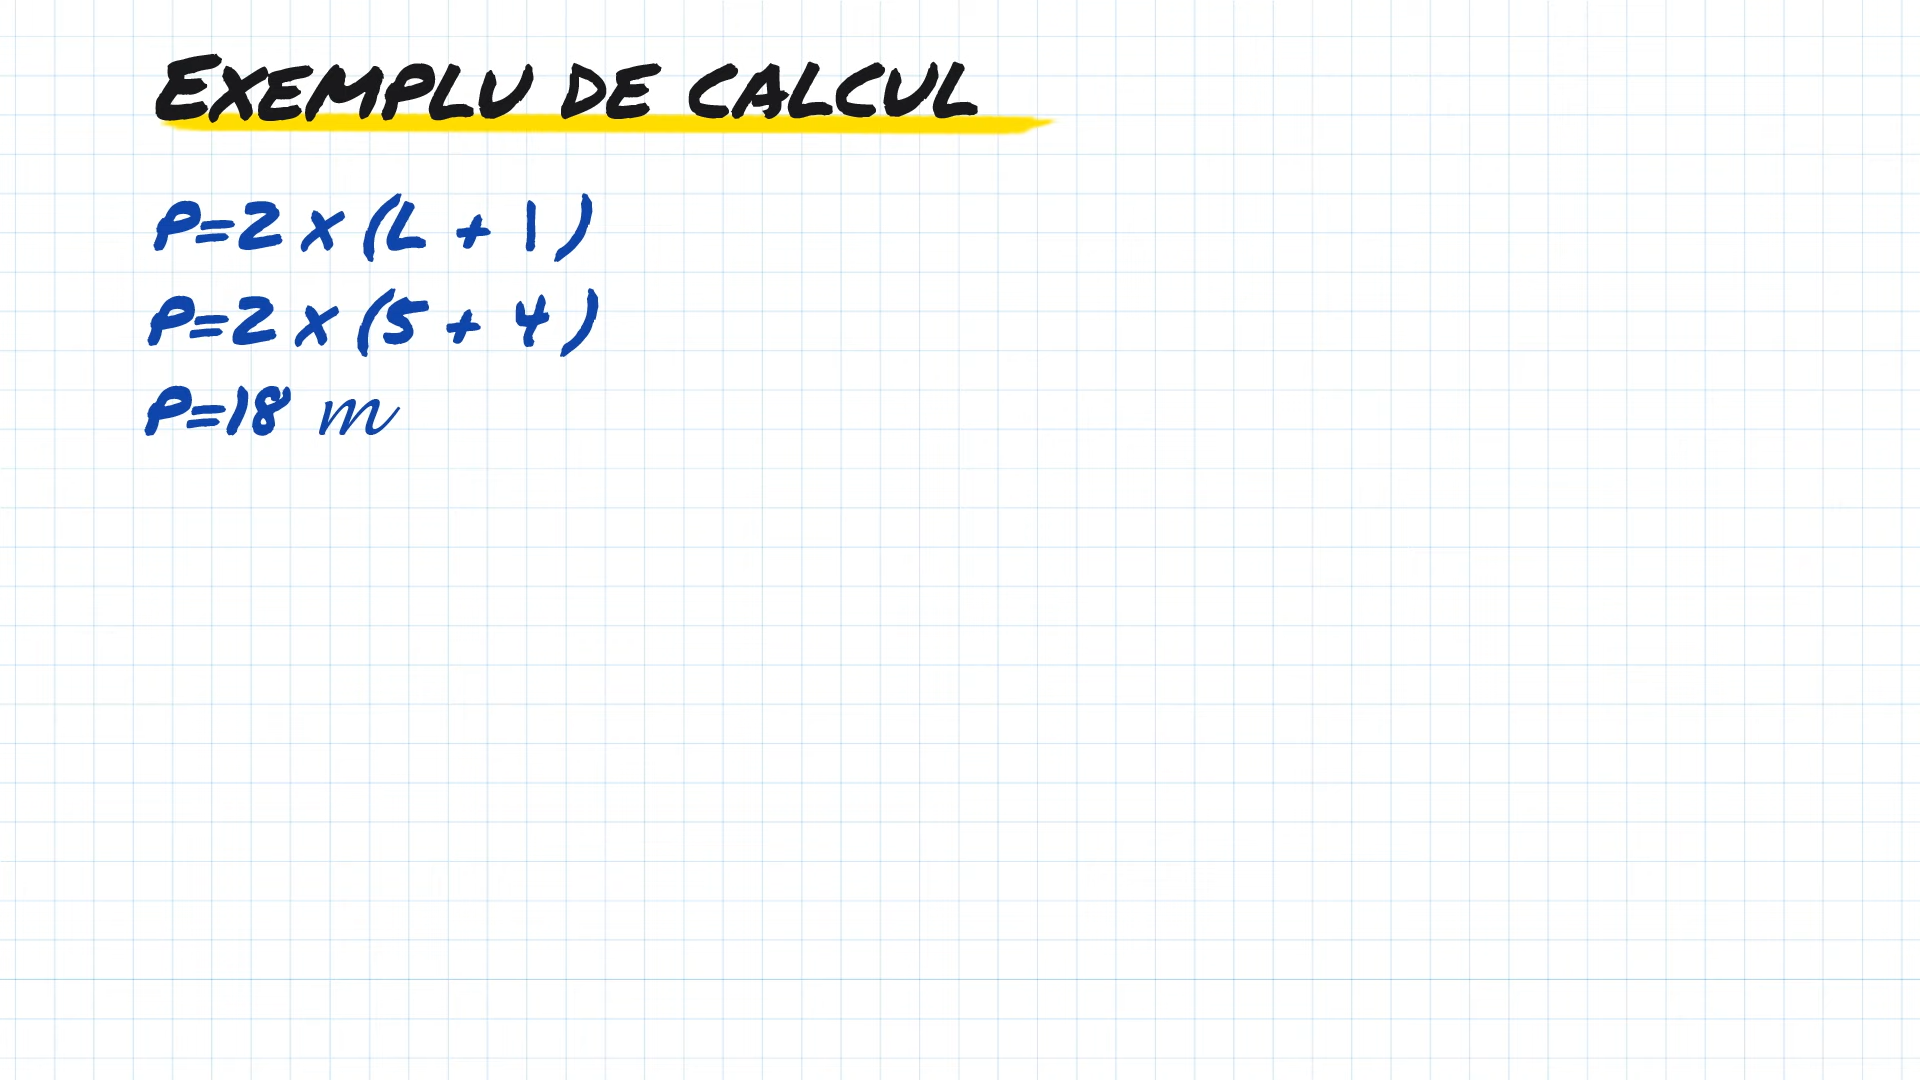 Exemplu de calcul
P=2 x (L + l)
P=2 x (5 + 4)
P=18 m